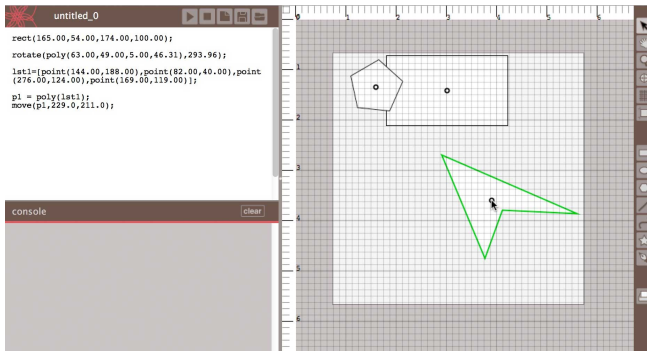 untitled_0
rect(165.00,54.00,174.00,100.00);
rotate(poly(63.00,49.00,5.00,46.31),293.96);
lst1=[point(144.00,188.00),point(82.00,40.00),point
(276.00,124.00),point(169.00,119.00)];
p1 = poly(lst1);
move(p1,229.0,211.0);
console
clear
0 1 2 3 4 5 6
1
2
3
4
5
6